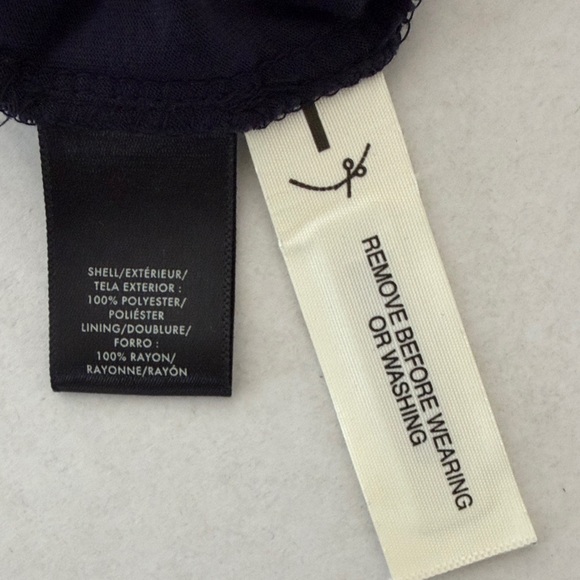 SHELL/EXTÉRIEUR/
TELA EXTERIOR :
100% POLYESTER/
POLIÉSTER
LINING/DOUBLURE/
FORRO :
100% RAYON/
RAYONNE/RAYÓN
REMOVE BEFORE WEARING
OR WASHING